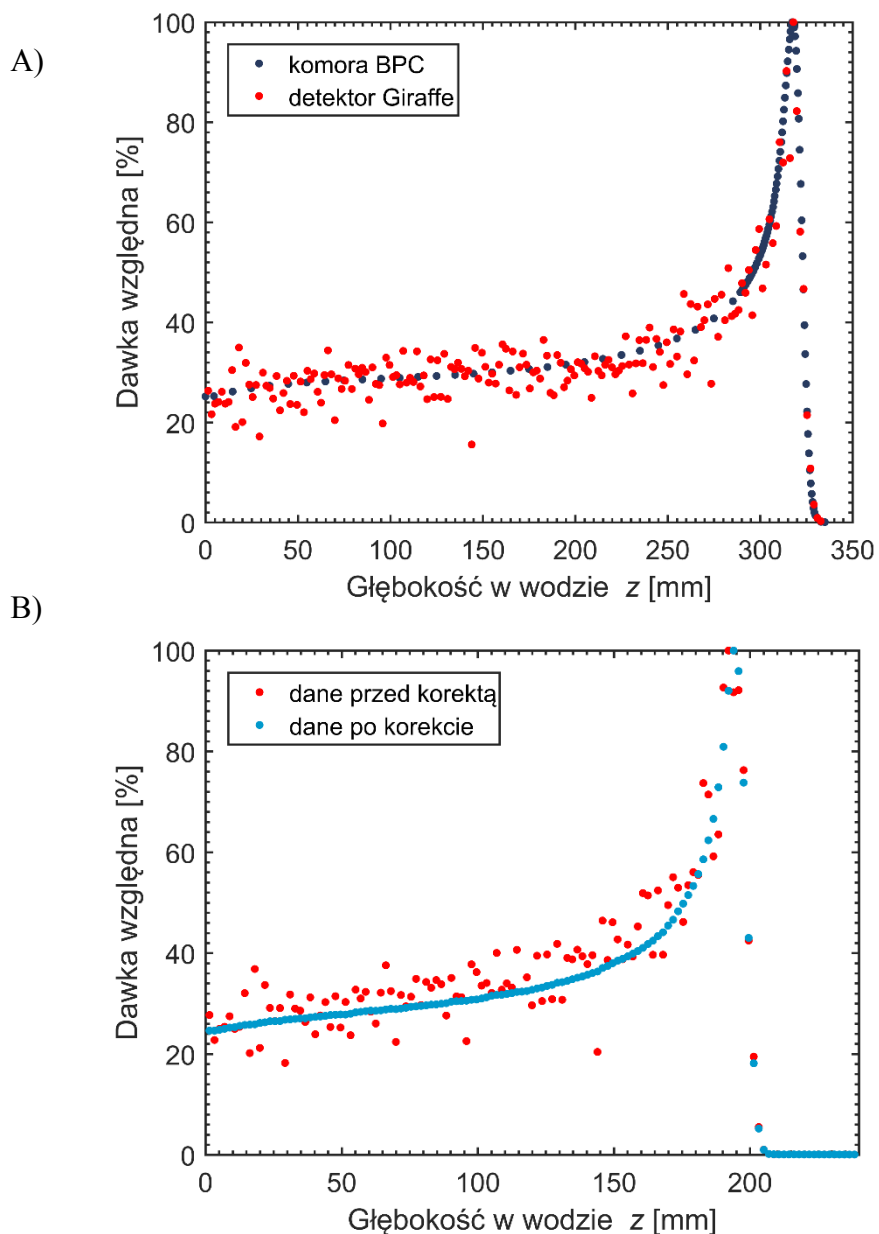 A)
100
80
60
40
20
0
Dawka względna [%]
komora BPC
detektor Giraffe
0 50 100 150 200 250 300 350
Głębokość w wodzie z [mm]
B)
100
80
60
40
20
0
Dawka względna [%]
dane przed korektą
dane po korekcie
0 50 100 150 200
Głębokość w wodzie z [mm]